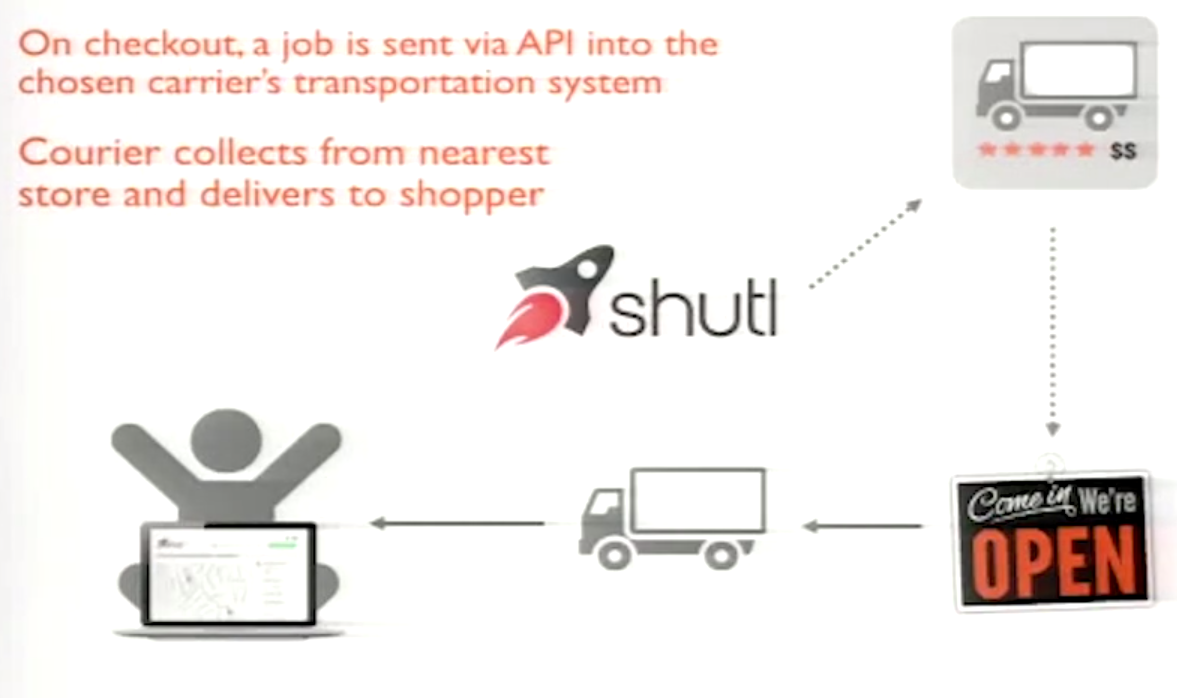 On checkout, a job is sent via API into the
chosen carrier's transportation system
Courier collects from nearest
store and delivers to shopper
$$
shutl
Come in We're
OPEN